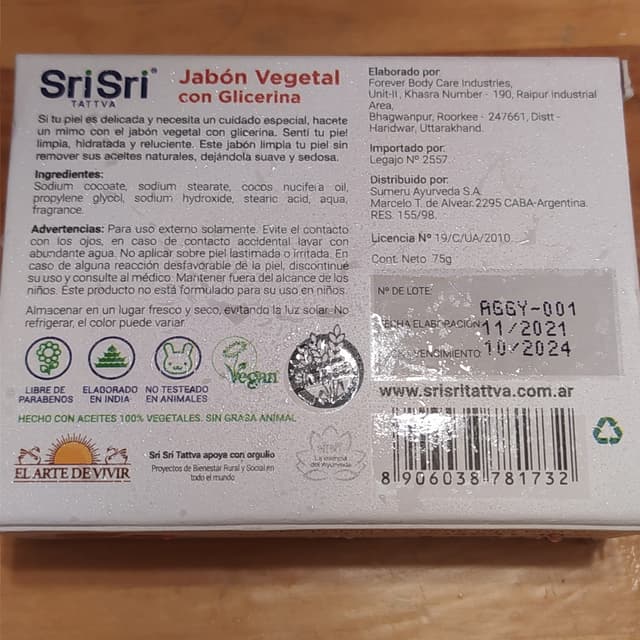 SriSri®
TATTVA
Jabón Vegetal
con Glicerina
Si tu piel es delicada y necesita un cuidado especial, hacete
un mimo con el jabón vegetal con glicerina. Sentí tu piel
limpia, hidratada y reluciente. Este jabón limpia tu piel sin
remover sus aceites naturales, dejándola suave y sedosa.
Ingredientes:
Sodium cocoate, sodium stearate, cocos nucifera oil,
propylene glycol, sodium hydroxide, stearic acid, aqua,
fragrance.
Advertencias: Para uso externo solamente. Evite el contacto
con los ojos, en caso de contacto accidental lavar con
abundante agua. No aplicar sobre piel lastimada o irritada. En
caso de alguna reacción desfavorable de la piel, discontinúe
su uso y consulte al médico. Mantener fuera del alcance de los
niños. Este producto no está formulado para su uso en niños.
Almacenar en un lugar fresco y seco, evitando la luz solar. No
refrigerar, el color puede variar.
LIBRE DE
PARABENOS
ELABORADO
EN INDIA
NO TESTEADO
EN ANIMALES
Vegan
HECHO CON ACEITES 100% VEGETALES. SIN GRASA ANIMAL
EL ARTE DE VIVIR
Sri Sri Tattva apoya con orgullo
Proyectos de Bienestar Rural y Social en
todo el mundo
La esencia
del Ayurveda
Elaborado por
Forever Body Care Industries,
Unit-II, Khasra Number - 190, Raipur Industrial
Area,
Bhagwanpur, Roorkee - 247661, Distt -
Haridwar, Uttarakhand.
Importado por:
Legajo Nº 2557.
Distribuido por:
Sumeru Ayurveda S.A.
Marcelo T. de Alvear 2295 CABA-Argentina.
RES. 155/98.
Licencia Nº 19/C/UA/2010
Cont. Neto 75g
Nº DE LOTE:
AGGY-001
FECHA ELABORACIÓN: 11/2021
VENCIMIENTO: 10/2024
www.srisritattva.com.ar
8 906038 781732